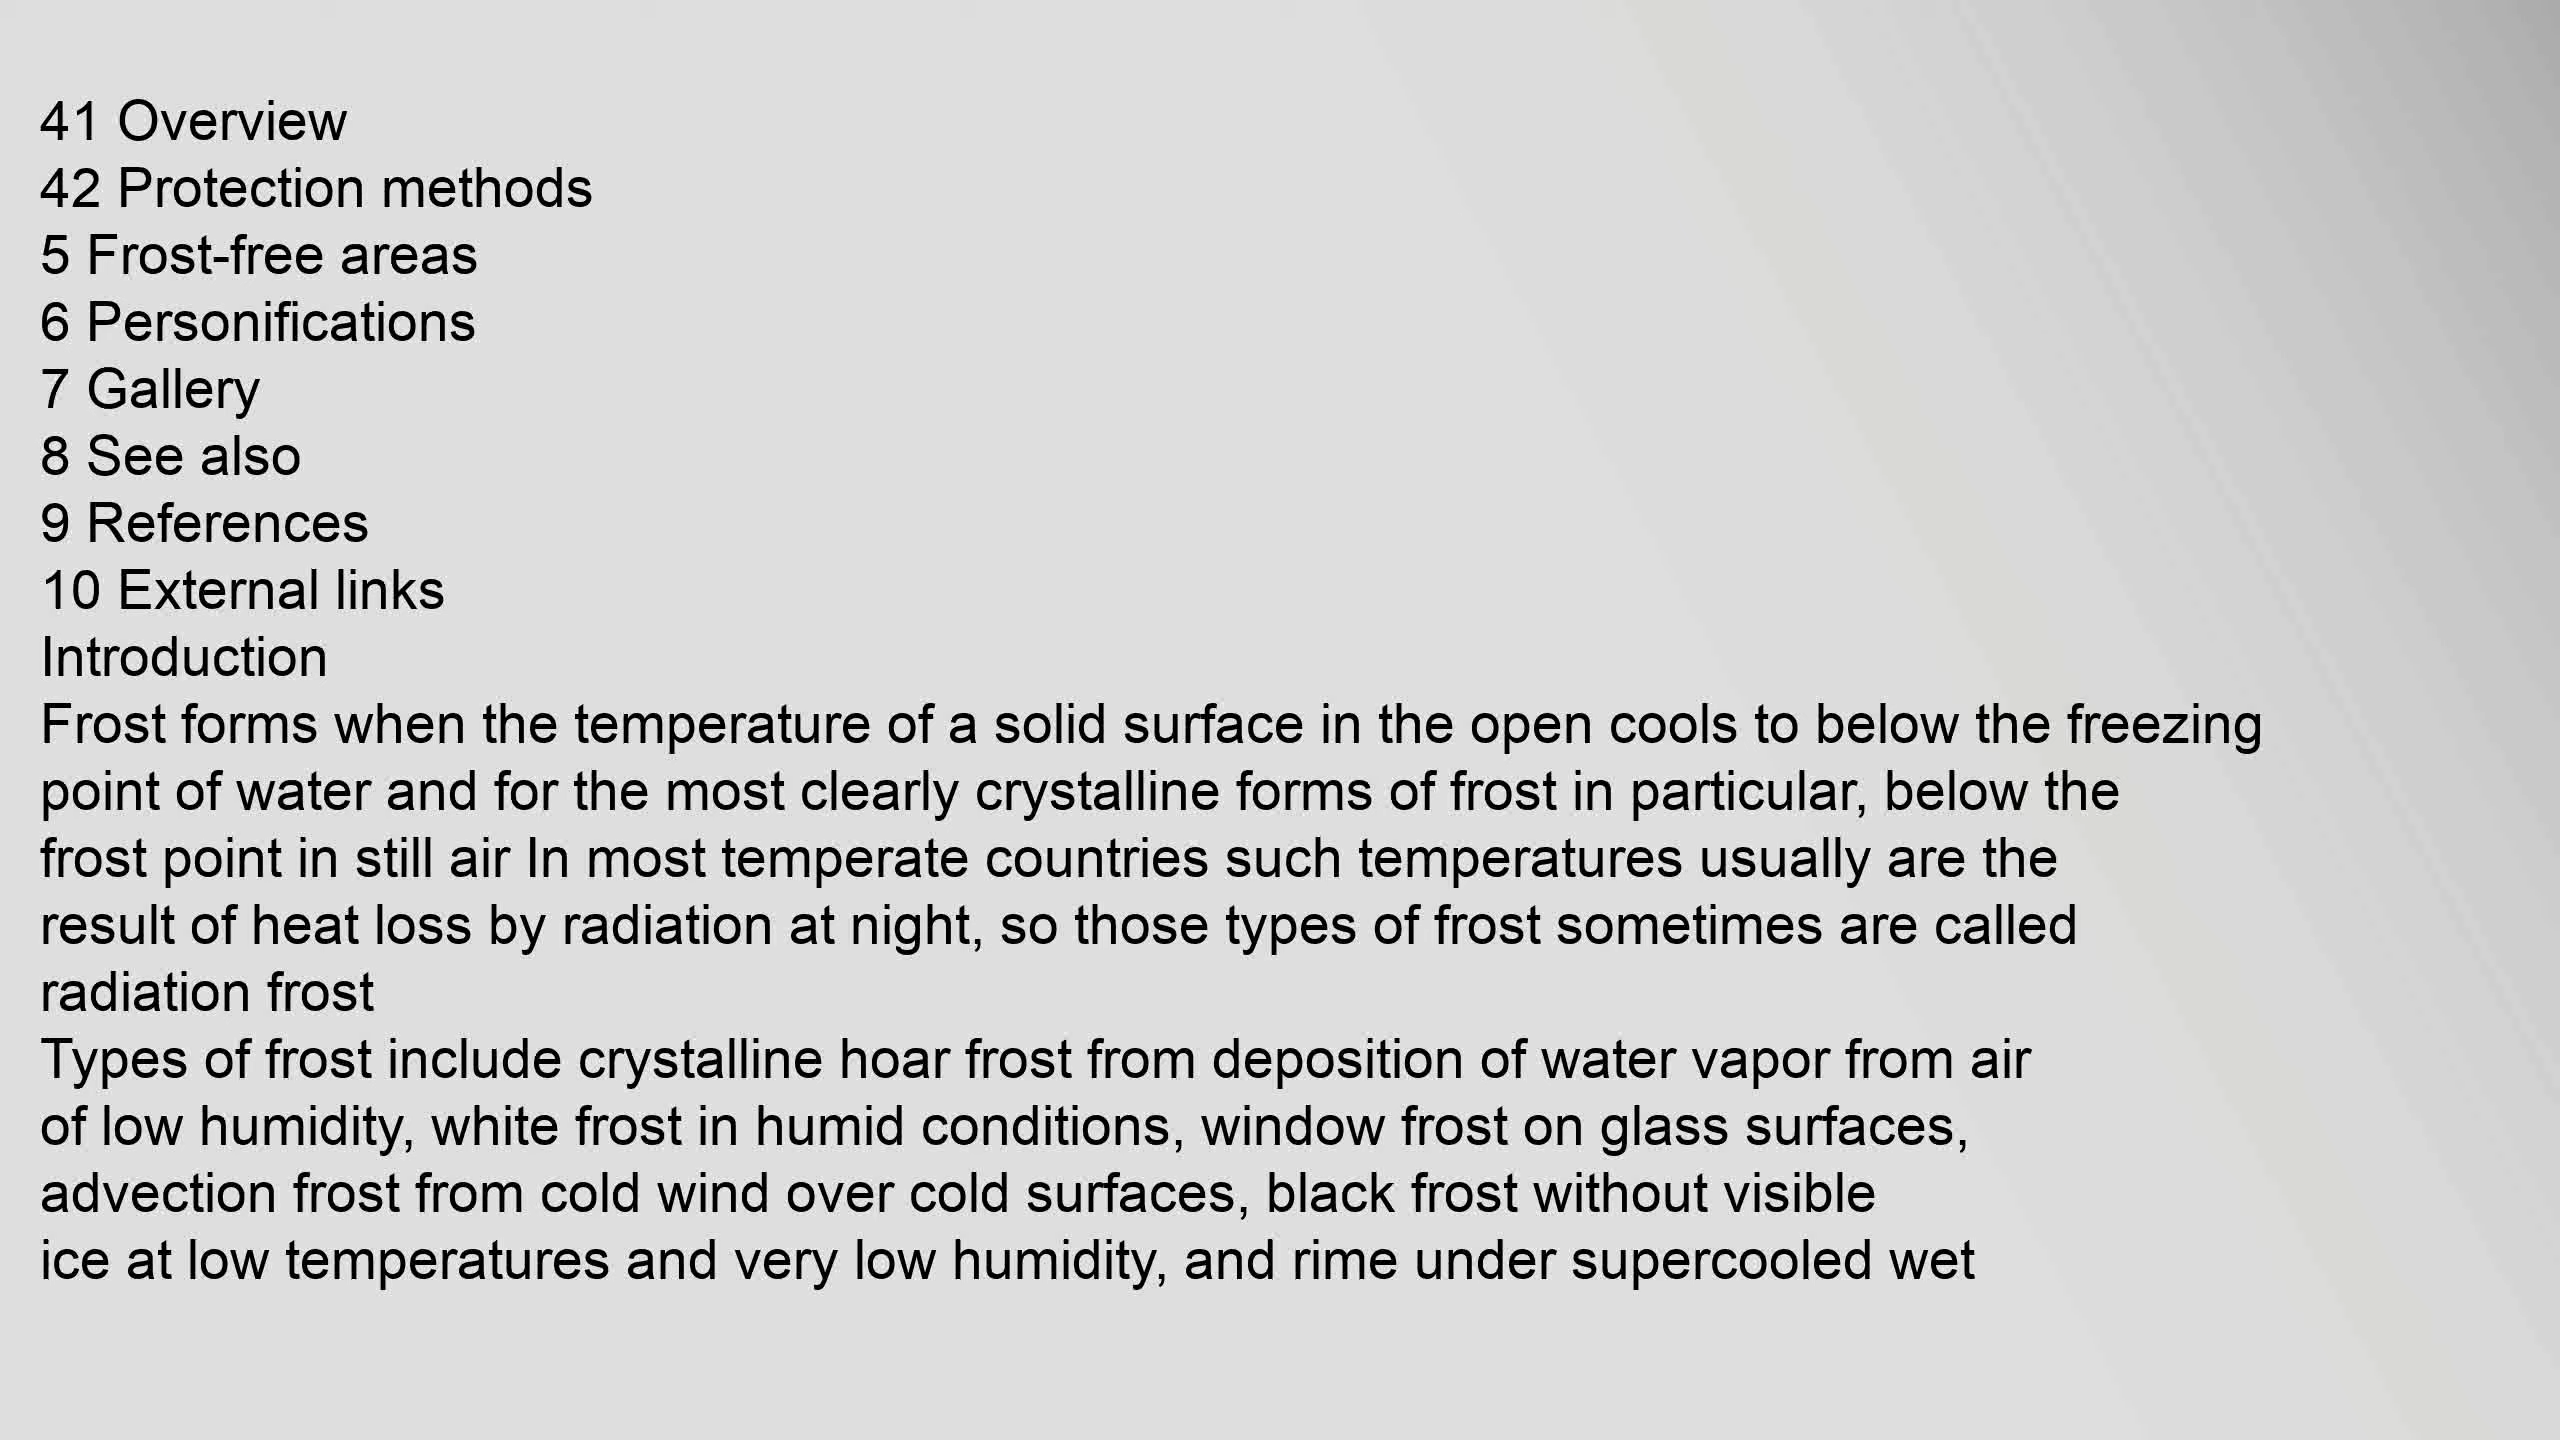 41 Overview
42 Protection methods
5 Frost-free areas
6 Personifications
7 Gallery
8 See also
9 References
10 External links
Introduction
Frost forms when the temperature of a solid surface in the open cools to below the freezing
point of water and for the most clearly crystalline forms of frost in particular, below the
frost point in still air In most temperate countries such temperatures usually are the
result of heat loss by radiation at night, so those types of frost sometimes are called
radiation frost
Types of frost include crystalline hoar frost from deposition of water vapor from air
of low humidity, white frost in humid conditions, window frost on glass surfaces,
advection frost from cold wind over cold surfaces, black frost without visible
ice at low temperatures and very low humidity, and rime under supercooled wet